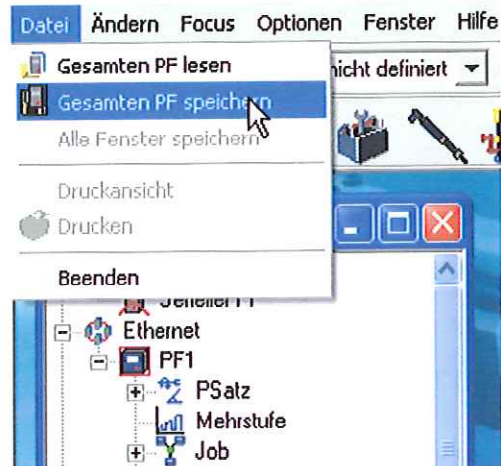 Datei Ändern Focus Optionen Fenster Hilfe
Gesamten PF lesen
nicht definiert
Gesamten PF speichern
Alle Fenster speichern
Druckansicht
Drucken
Beenden
Ethernet
PF1
PSatz
Mehrstufe
Job